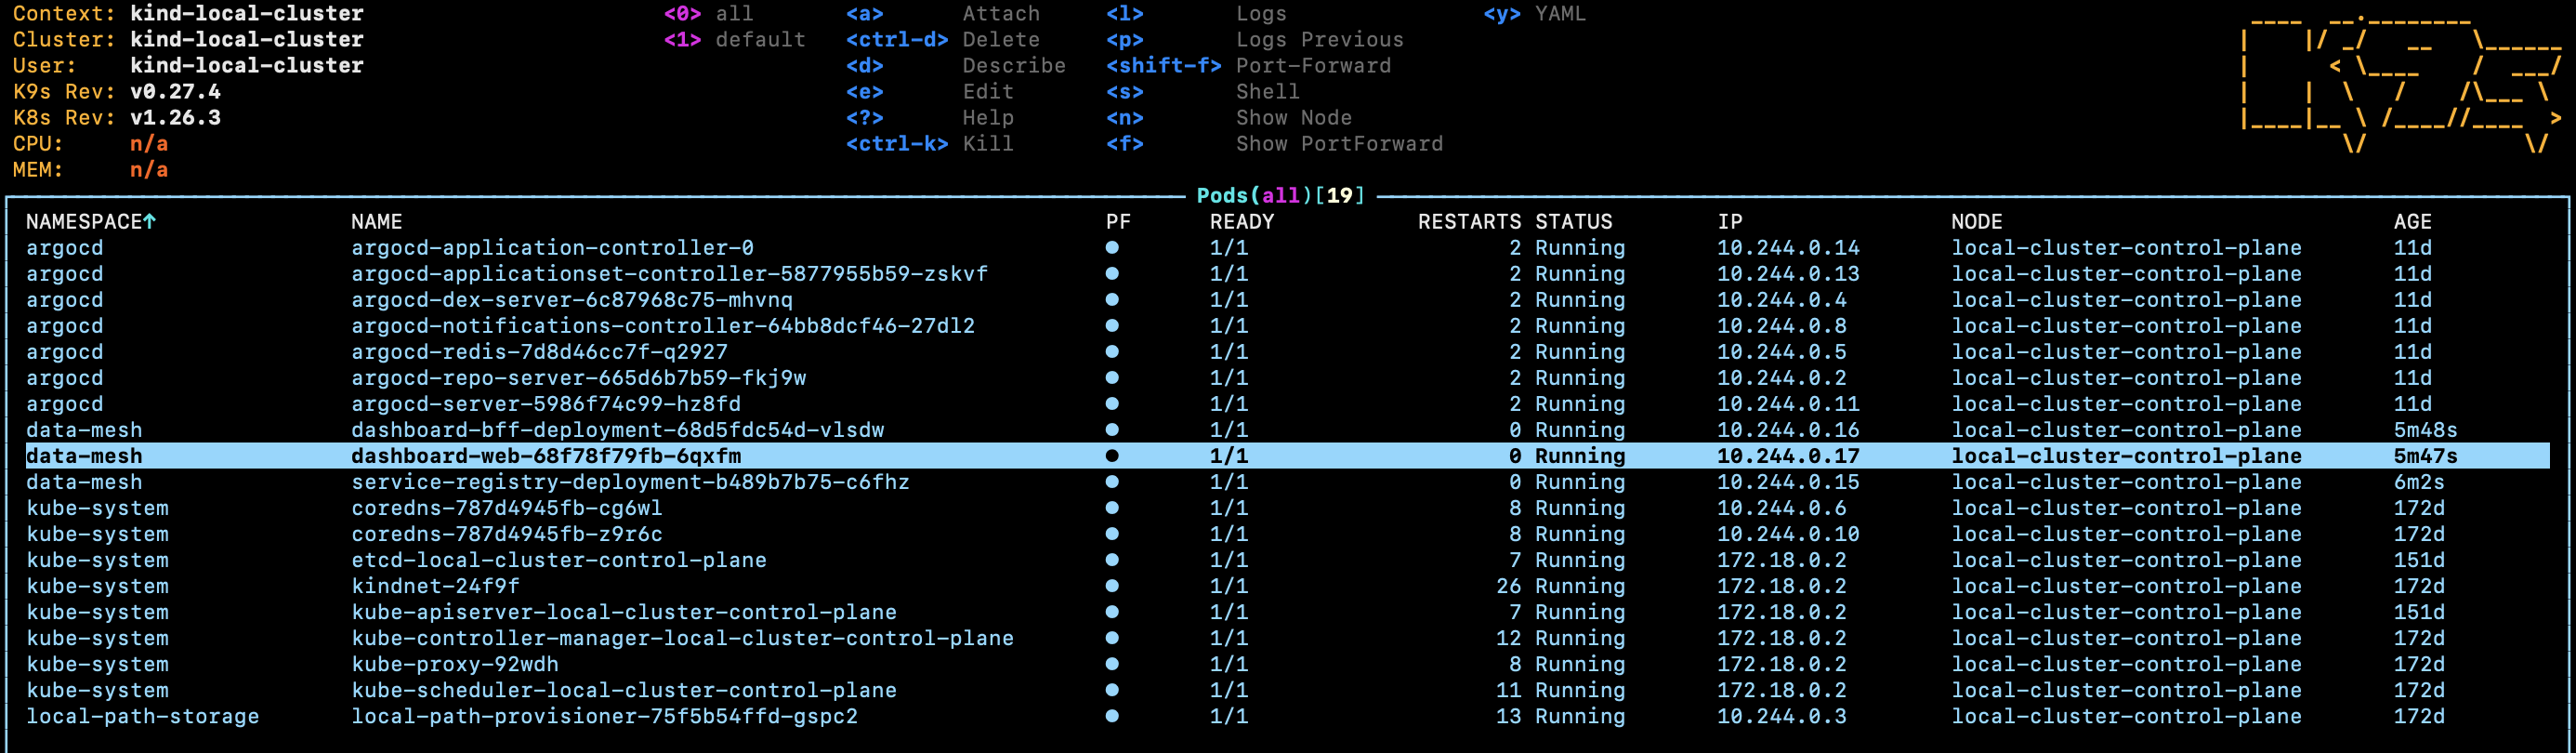 Context: kind-local-cluster <0> all <a> Attach <l> Logs <y> YAML
Cluster: kind-local-cluster <1> default <ctrl-d> Delete <p> Logs Previous
User: kind-local-cluster <d> Describe <shift-f> Port-Forward
K9s Rev: v0.27.4 <e> Edit <s> Shell
K8s Rev: v1.26.3 <?> Help <n> Show Node
CPU: n/a <ctrl-k> Kill <f> Show PortForward
MEM: n/a
Pods(all)[19]
NAMESPACE↑ NAME PF READY RESTARTS STATUS IP NODE AGE
argocd argocd-application-controller-0 ● 1/1 2 Running 10.244.0.14 local-cluster-control-plane 11d
argocd argocd-applicationset-controller-5877955b59-zskvf ● 1/1 2 Running 10.244.0.13 local-cluster-control-plane 11d
argocd argocd-dex-server-6c87968c75-mhvnq ● 1/1 2 Running 10.244.0.4 local-cluster-control-plane 11d
argocd argocd-notifications-controller-64bb8dcf46-27dl2 ● 1/1 2 Running 10.244.0.8 local-cluster-control-plane 11d
argocd argocd-redis-7d8d46cc7f-q2927 ● 1/1 2 Running 10.244.0.5 local-cluster-control-plane 11d
argocd argocd-repo-server-665d6b7b59-fkj9w ● 1/1 2 Running 10.244.0.2 local-cluster-control-plane 11d
argocd argocd-server-5986f74c99-hz8fd ● 1/1 2 Running 10.244.0.11 local-cluster-control-plane 11d
data-mesh dashboard-bff-deployment-68d5fdc54d-vlsdw ● 1/1 0 Running 10.244.0.16 local-cluster-control-plane 5m48s
data-mesh dashboard-web-68f78f79fb-6qxfm ● 1/1 0 Running 10.244.0.17 local-cluster-control-plane 5m47s
data-mesh service-registry-deployment-b489b7b75-c6fhz ● 1/1 0 Running 10.244.0.15 local-cluster-control-plane 6m2s
kube-system coredns-787d4945fb-cg6wl ● 1/1 8 Running 10.244.0.6 local-cluster-control-plane 172d
kube-system coredns-787d4945fb-z9r6c ● 1/1 8 Running 10.244.0.10 local-cluster-control-plane 172d
kube-system etcd-local-cluster-control-plane ● 1/1 7 Running 172.18.0.2 local-cluster-control-plane 151d
kube-system kindnet-24f9f ● 1/1 26 Running 172.18.0.2 local-cluster-control-plane 172d
kube-system kube-apiserver-local-cluster-control-plane ● 1/1 7 Running 172.18.0.2 local-cluster-control-plane 151d
kube-system kube-controller-manager-local-cluster-control-plane ● 1/1 12 Running 172.18.0.2 local-cluster-control-plane 172d
kube-system kube-proxy-92wdh ● 1/1 8 Running 172.18.0.2 local-cluster-control-plane 172d
kube-system kube-scheduler-local-cluster-control-plane ● 1/1 11 Running 172.18.0.2 local-cluster-control-plane 172d
local-path-storage local-path-provisioner-75f5b54ffd-gspc2 ● 1/1 13 Running 10.244.0.3 local-cluster-control-plane 172d